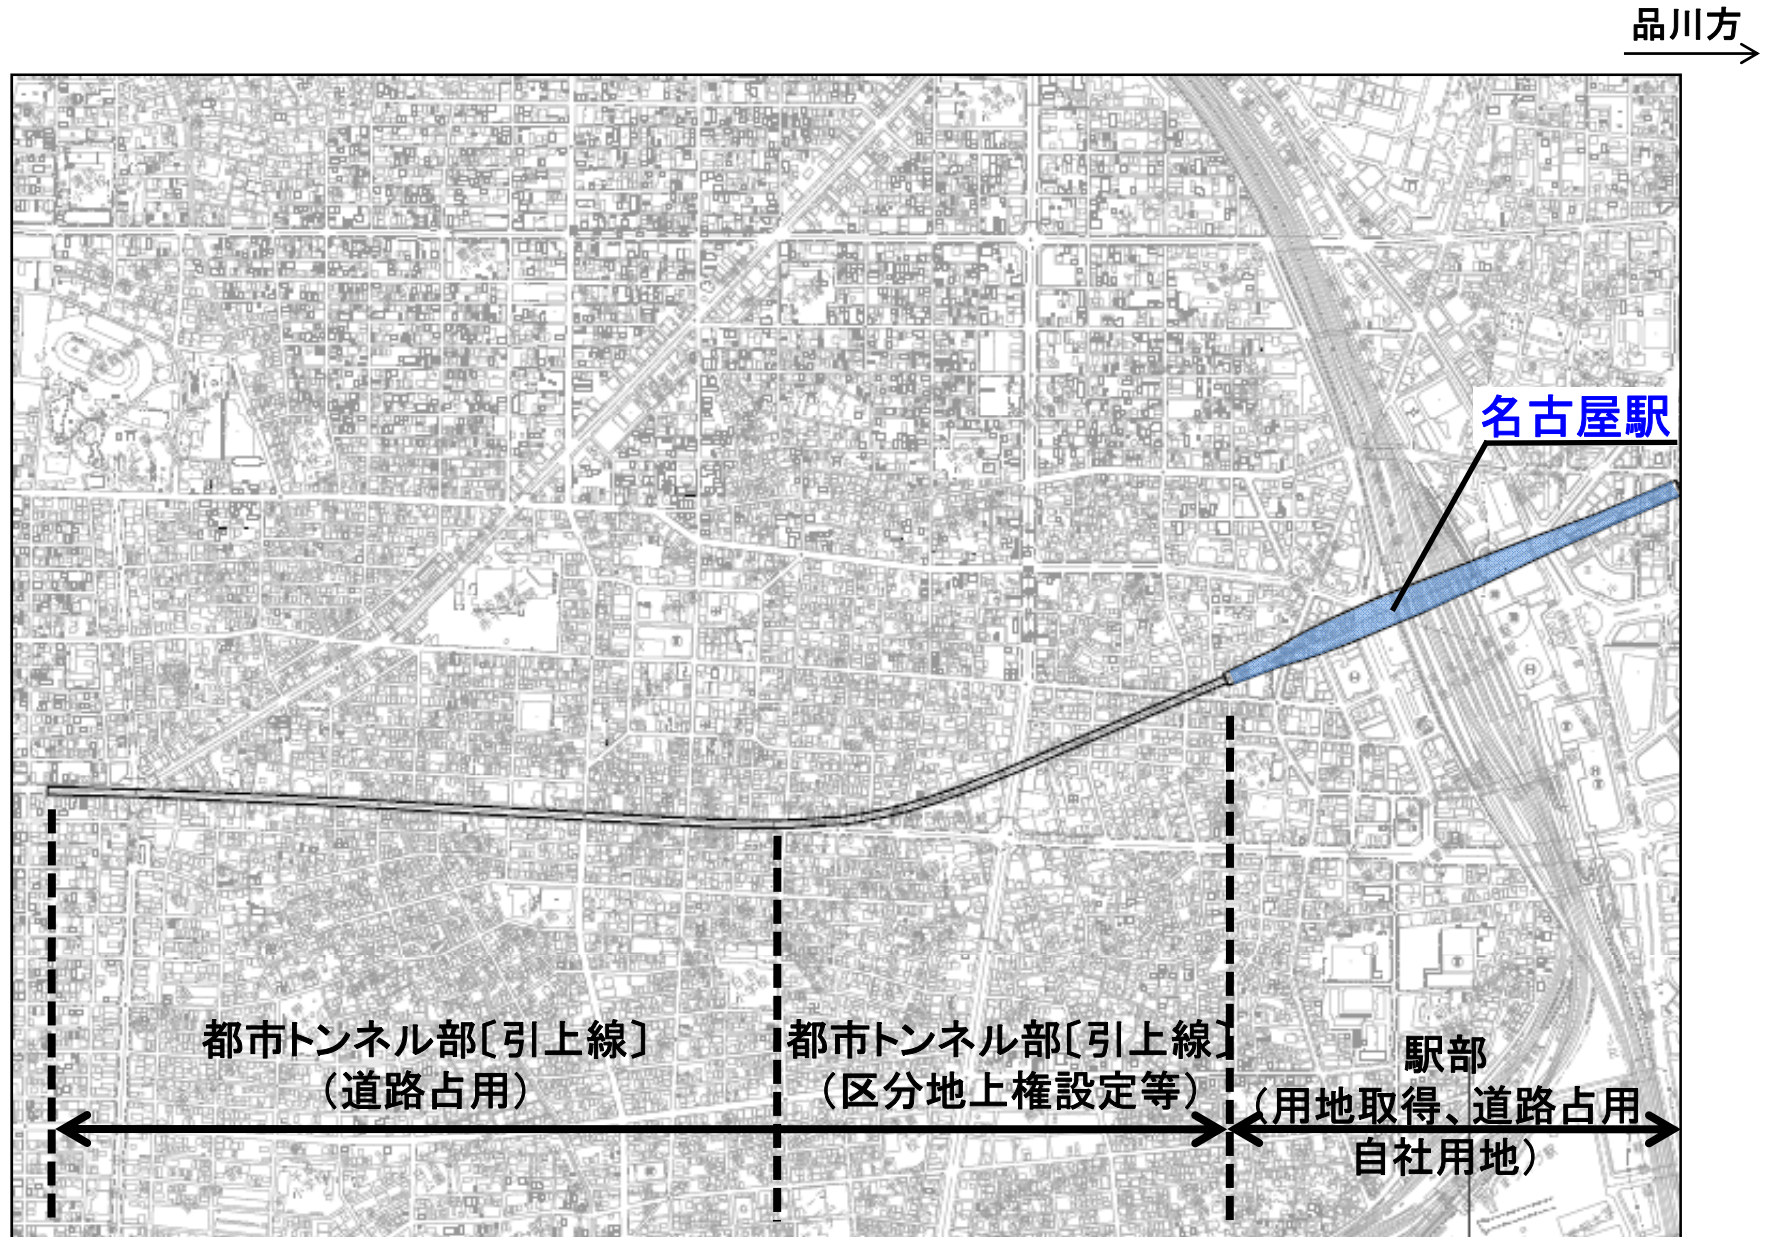 品川方
名古屋駅
都市トンネル部〔引上線〕
（道路占用）
都市トンネル部〔引上線〕
（区分地上権設定等）
駅部
（用地取得、道路占用
自社用地）